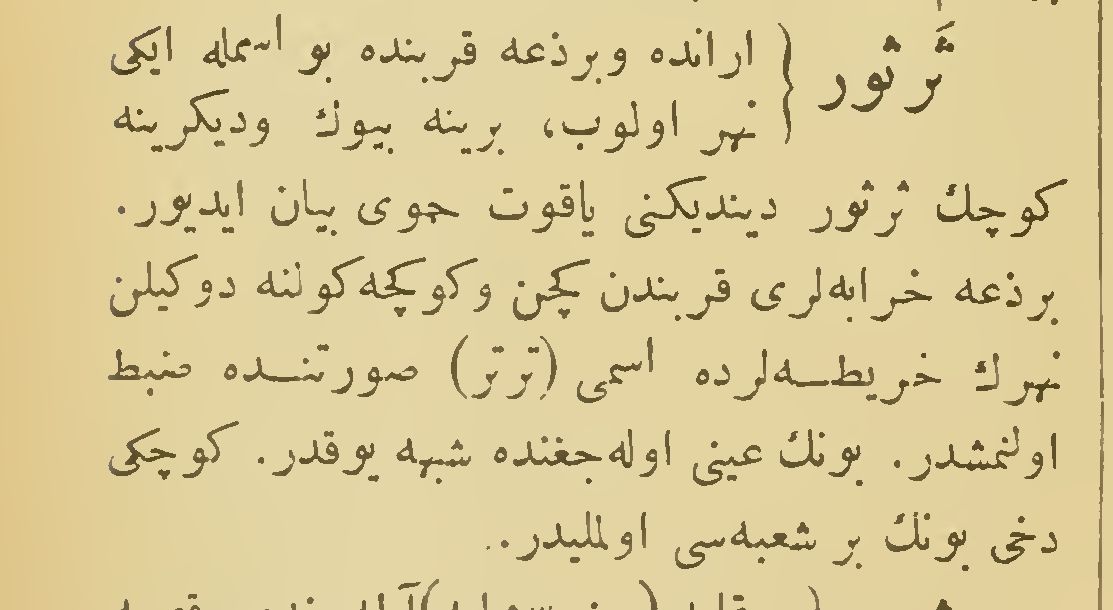 ثَرثور { ارانده وبرذعه قربنده بو اسمله ایکی
نهر اولوب، برینه بیوك ودیکرینه
کوچك ثرثور دیندیکنی یاقوت حموی بیان ایدیور.
برذعه خرابه‌لری قربندن کچن وکوکچه‌کولنه دوکیلن
نهرك خریطه‌لرده اسمی (ترتر) صورتنده ضبط
اولنمشدر. بونك عینی اوله‌جغنده شبهه یوقدر. کوچکی
دخی بونك بر شعبه‌سی اولملیدر.